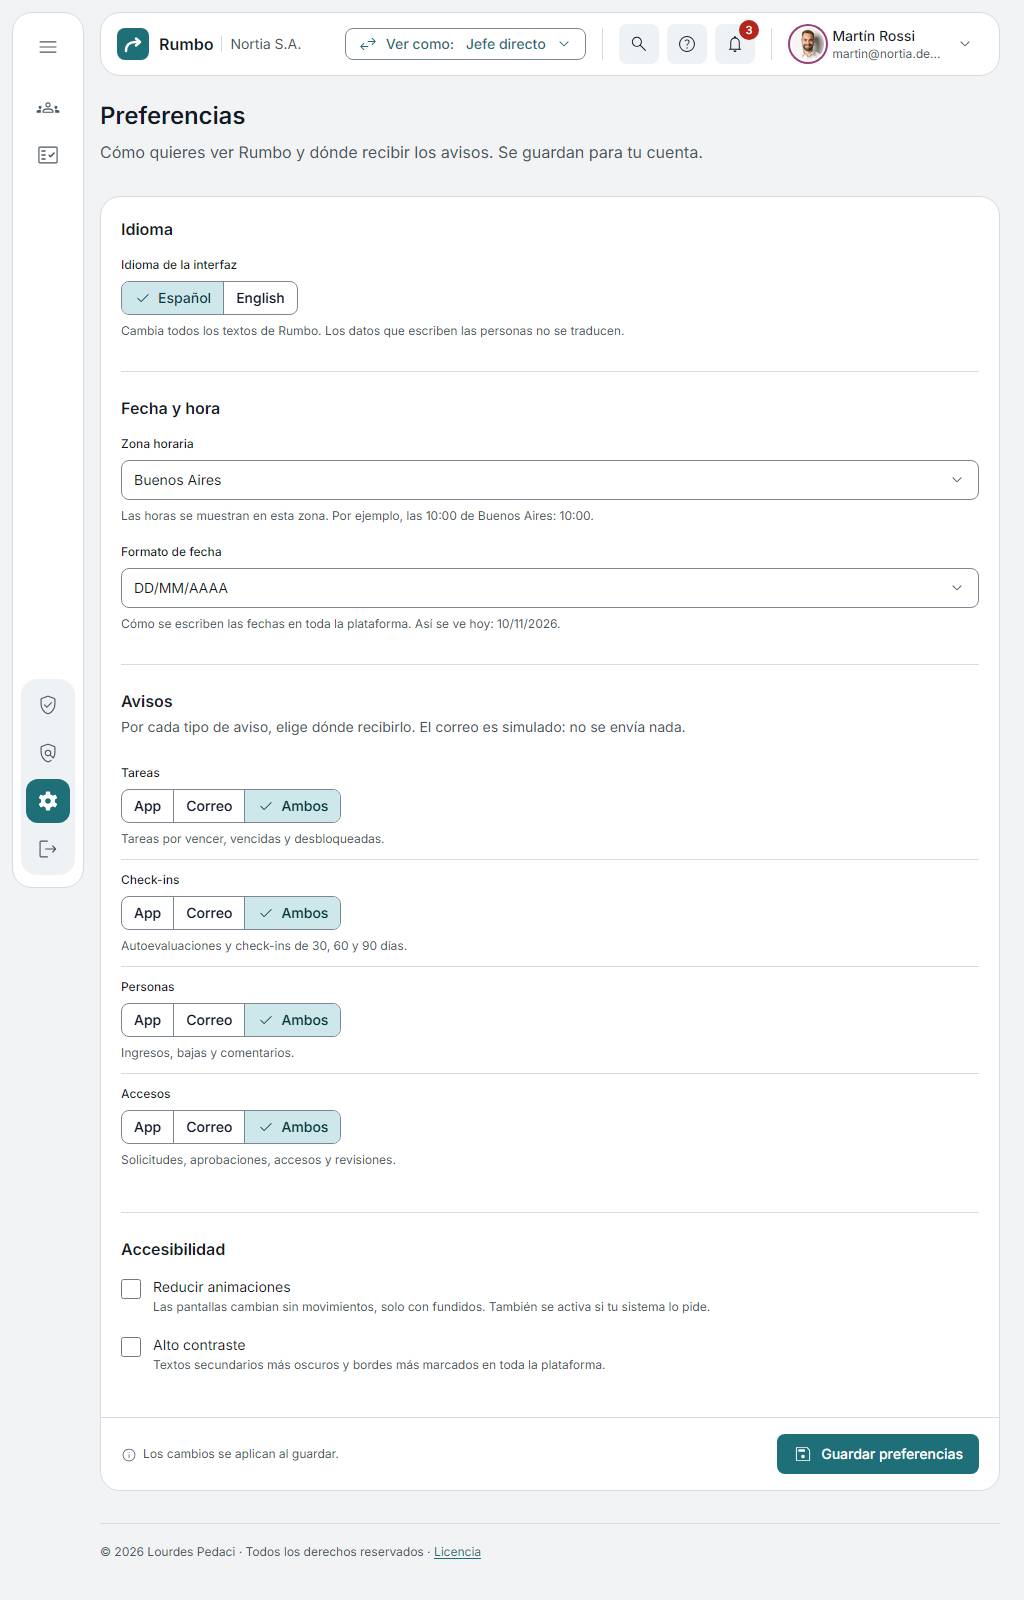 Rumbo
Nortia S.A.
Ver como: Jefe directo
3
Martín Rossi
martin@nortia.de...
Preferencias
Cómo quieres ver Rumbo y dónde recibir los avisos. Se guardan para tu cuenta.
Idioma
Idioma de la interfaz
Español
English
Cambia todos los textos de Rumbo. Los datos que escriben las personas no se traducen.
Fecha y hora
Zona horaria
Buenos Aires
Las horas se muestran en esta zona. Por ejemplo, las 10:00 de Buenos Aires: 10:00.
Formato de fecha
DD/MM/AAAA
Cómo se escriben las fechas en toda la plataforma. Así se ve hoy: 10/11/2026.
Avisos
Por cada tipo de aviso, elige dónde recibirlo. El correo es simulado: no se envía nada.
Tareas
App
Correo
Ambos
Tareas por vencer, vencidas y desbloqueadas.
Check-ins
App
Correo
Ambos
Autoevaluaciones y check-ins de 30, 60 y 90 días.
Personas
App
Correo
Ambos
Ingresos, bajas y comentarios.
Accesos
App
Correo
Ambos
Solicitudes, aprobaciones, accesos y revisiones.
Accesibilidad
Reducir animaciones
Las pantallas cambian sin movimientos, solo con fundidos. También se activa si tu sistema lo pide.
Alto contraste
Textos secundarios más oscuros y bordes más marcados en toda la plataforma.
Los cambios se aplican al guardar.
Guardar preferencias
© 2026 Lourdes Pedaci · Todos los derechos reservados · Licencia